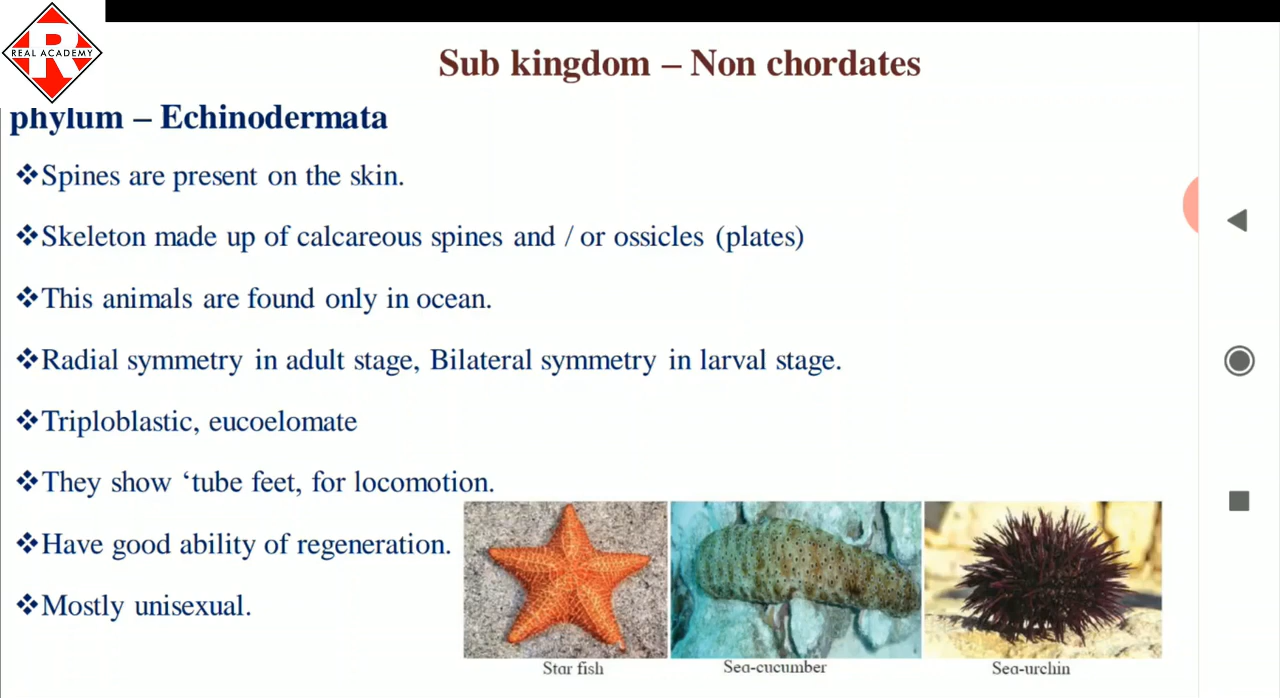 REAL ACADEMY
Sub kingdom – Non chordates
phylum – Echinodermata
❖Spines are present on the skin.
❖Skeleton made up of calcareous spines and / or ossicles (plates)
❖This animals are found only in ocean.
❖Radial symmetry in adult stage, Bilateral symmetry in larval stage.
❖Triploblastic, eucoelomate
❖They show ‘tube feet, for locomotion.
❖Have good ability of regeneration.
❖Mostly unisexual.
Star fish
Sea-cucumber
Sea-urchin